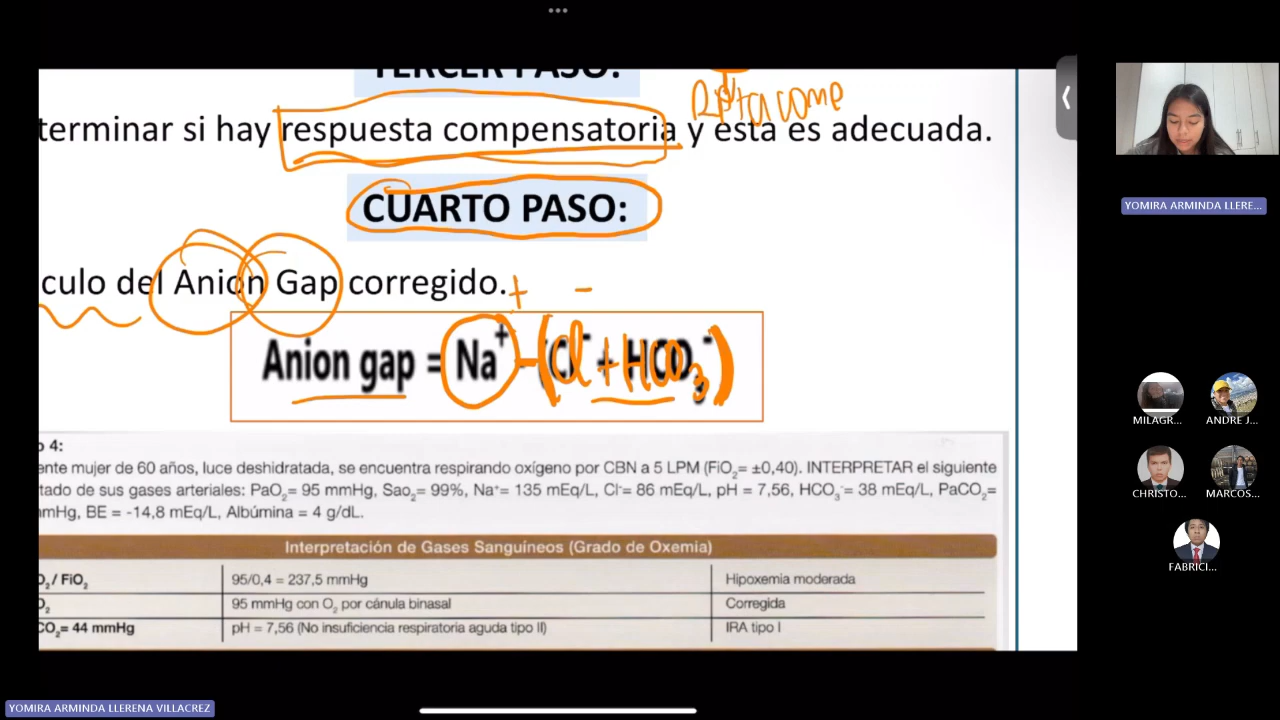 TERCER PASO:
Rpta come
terminar si hay respuesta compensatoria y esta es adecuada.
CUARTO PASO:
culo del Anion Gap corregido.
+ -
Anion gap = Na+ - (Cl- + HCO3-)
o 4:
ente mujer de 60 años, luce deshidratada, se encuentra respirando oxígeno por CBN a 5 LPM (FiO2= ±0,40). INTERPRETAR el siguiente
tado de sus gases arteriales: PaO2= 95 mmHg, Sao2= 99%, Na+= 135 mEq/L, Cl-= 86 mEq/L, pH = 7,56, HCO3-= 38 mEq/L, PaCO2=
mHg, BE = -14,8 mEq/L, Albúmina = 4 g/dL.
Interpretación de Gases Sanguíneos (Grado de Oxemia)
O2 / FiO2 95/0,4 = 237,5 mmHg Hipoxemia moderada
O2 95 mmHg con O2 por cánula binasal Corregida
CO2= 44 mmHg pH = 7,56 (No insuficiencia respiratoria aguda tipo II) IRA tipo I
YOMIRA ARMINDA LLERE...
MILAGR... ANDRE J...
CHRISTO... MARCOS...
FABRICI...
YOMIRA ARMINDA LLERENA VILLACREZ